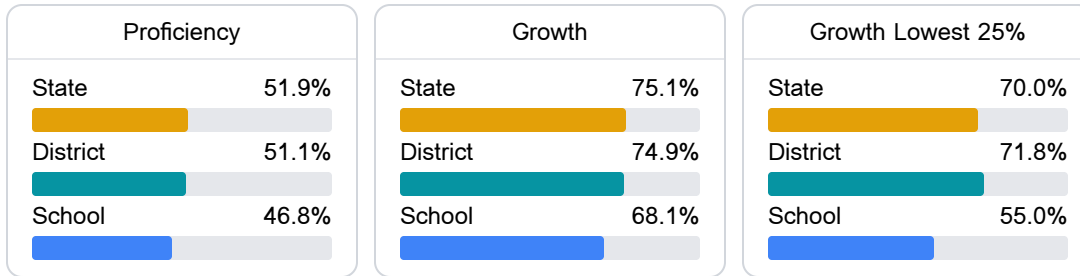 Proficiency
State 51.9%
District 51.1%
School 46.8%
Growth
State 75.1%
District 74.9%
School 68.1%
Growth Lowest 25%
State 70.0%
District 71.8%
School 55.0%